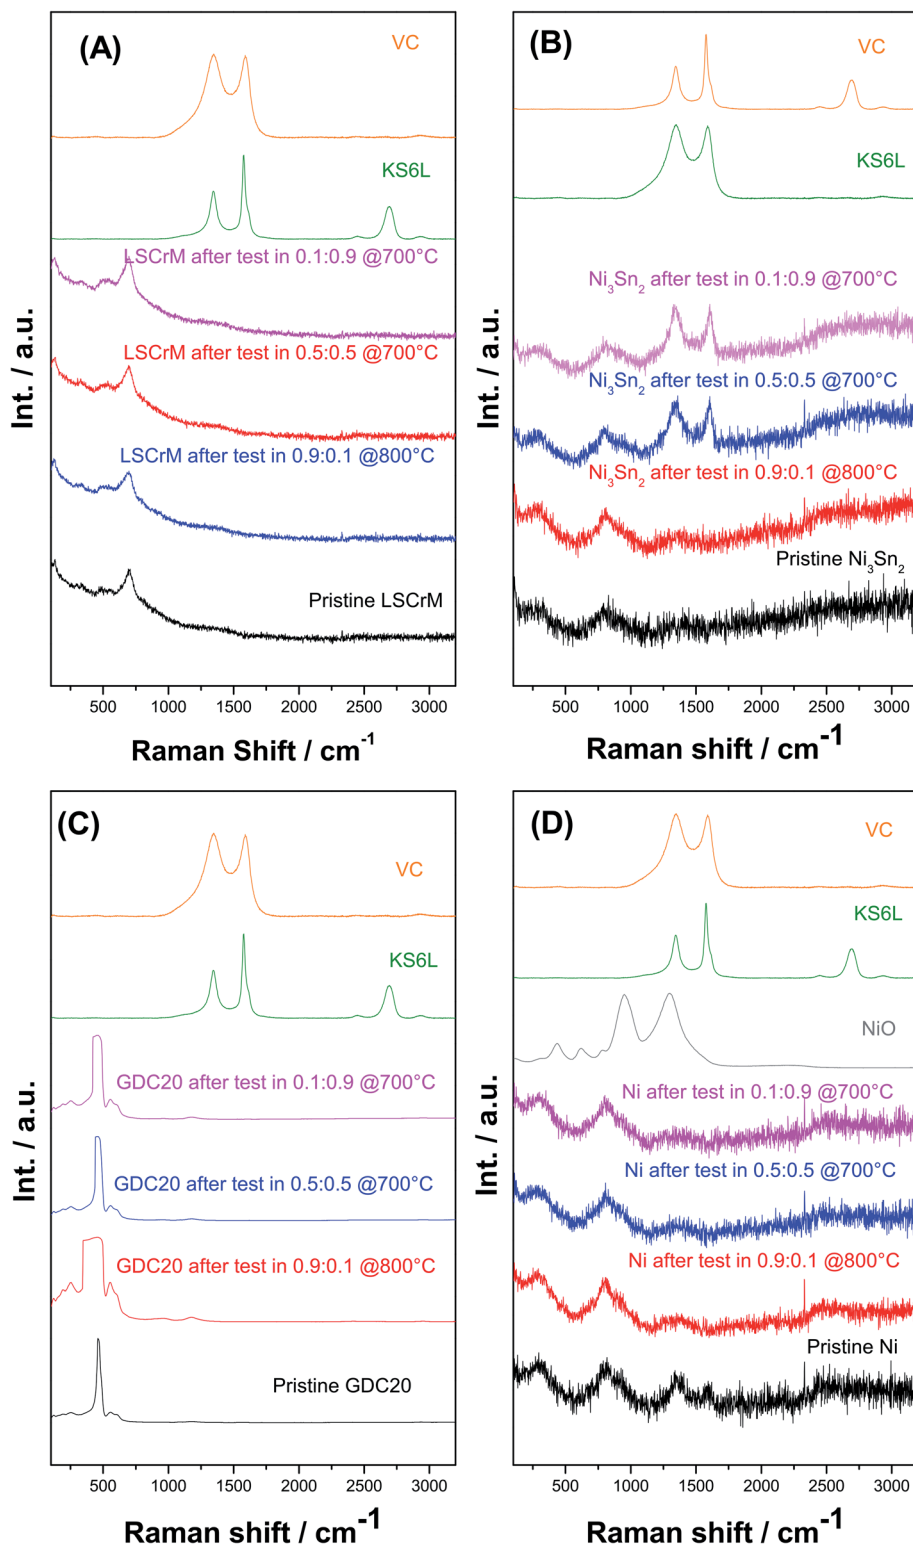 (A)
VC
KS6L
LSCrM after test in 0.1:0.9 @700°C
LSCrM after test in 0.5:0.5 @700°C
LSCrM after test in 0.9:0.1 @800°C
Pristine LSCrM
Int. / a.u.
500 1000 1500 2000 2500 3000
Raman Shift / cm⁻¹
(B)
VC
KS6L
Ni₃Sn₂ after test in 0.1:0.9 @700°C
Ni₃Sn₂ after test in 0.5:0.5 @700°C
Ni₃Sn₂ after test in 0.9:0.1 @800°C
Pristine Ni₃Sn₂
Int. / a.u.
500 1000 1500 2000 2500 3000
Raman shift / cm⁻¹
(C)
VC
KS6L
GDC20 after test in 0.1:0.9 @700°C
GDC20 after test in 0.5:0.5 @700°C
GDC20 after test in 0.9:0.1 @800°C
Pristine GDC20
Int. / a.u.
500 1000 1500 2000 2500 3000
Raman shift / cm⁻¹
(D)
VC
KS6L
NiO
Ni after test in 0.1:0.9 @700°C
Ni after test in 0.5:0.5 @700°C
Ni after test in 0.9:0.1 @800°C
Pristine Ni
Int. / a.u.
500 1000 1500 2000 2500 3000
Raman shift / cm⁻¹